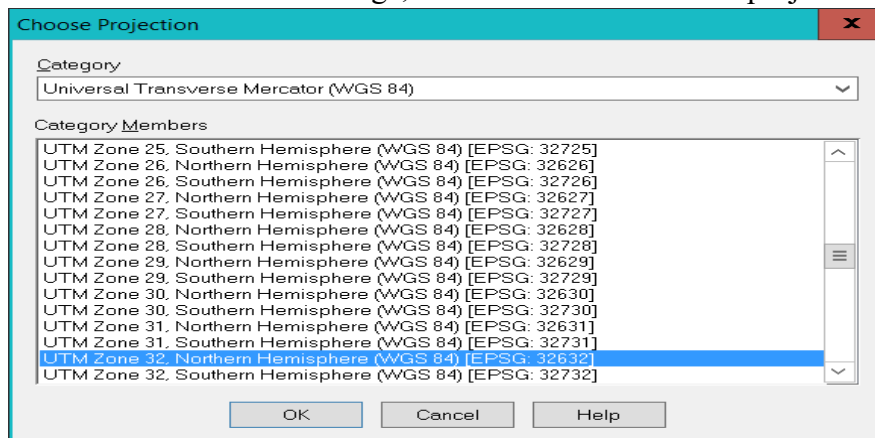 Choose Projection
Category
Universal Transverse Mercator (WGS 84)
Category Members
UTM Zone 25, Southern Hemisphere (WGS 84) [EPSG: 32725]
UTM Zone 26, Northern Hemisphere (WGS 84) [EPSG: 32626]
UTM Zone 26, Southern Hemisphere (WGS 84) [EPSG: 32726]
UTM Zone 27, Northern Hemisphere (WGS 84) [EPSG: 32627]
UTM Zone 27, Southern Hemisphere (WGS 84) [EPSG: 32727]
UTM Zone 28, Northern Hemisphere (WGS 84) [EPSG: 32628]
UTM Zone 28, Southern Hemisphere (WGS 84) [EPSG: 32728]
UTM Zone 29, Northern Hemisphere (WGS 84) [EPSG: 32629]
UTM Zone 29, Southern Hemisphere (WGS 84) [EPSG: 32729]
UTM Zone 30, Northern Hemisphere (WGS 84) [EPSG: 32630]
UTM Zone 30, Southern Hemisphere (WGS 84) [EPSG: 32730]
UTM Zone 31, Northern Hemisphere (WGS 84) [EPSG: 32631]
UTM Zone 31, Southern Hemisphere (WGS 84) [EPSG: 32731]
UTM Zone 32, Northern Hemisphere (WGS 84) [EPSG: 32632]
UTM Zone 32, Southern Hemisphere (WGS 84) [EPSG: 32732]
OK Cancel Help